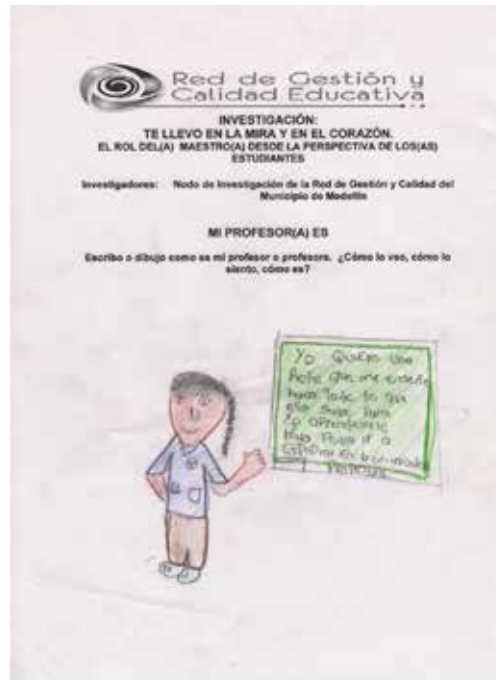 Red de Gestión y
Calidad Educativa
INVESTIGACIÓN:
TE LLEVO EN LA MIRA Y EN EL CORAZÓN.
EL ROL DEL(A) MAESTRO(A) DESDE LA PERSPECTIVA DE LOS(AS)
ESTUDIANTES
Investigadores: Nodo de Investigación de la Red de Gestión y Calidad del
Municipio de Medellín
MI PROFESOR(A) ES
Escribo o dibujo como es mi profesor o profesora. ¿Cómo lo veo, cómo lo
siento, cómo es?
Yo Quiero Una
Profe que me enseñe
todo lo que
ella sabe
Yo
Para ir a